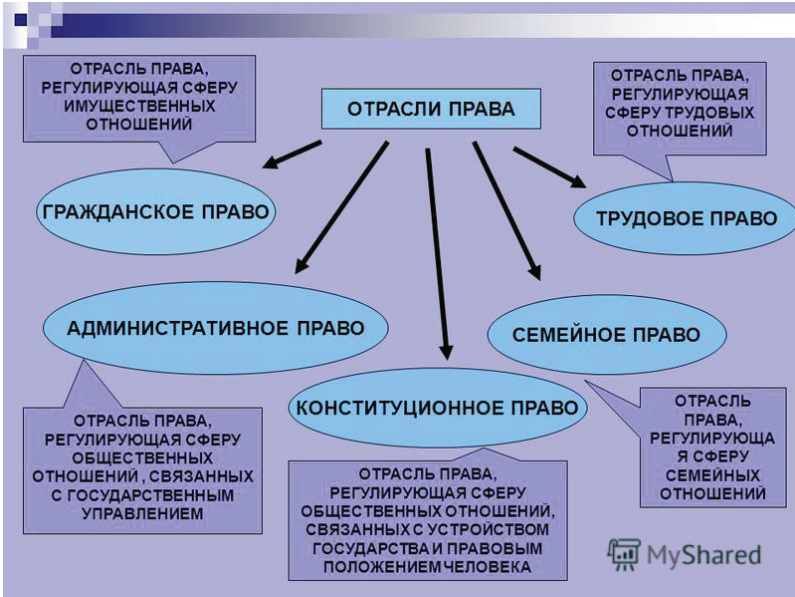 ОТРАСЛЬ ПРАВА,
РЕГУЛИРУЮЩАЯ СФЕРУ
ИМУЩЕСТВЕННЫХ
ОТНОШЕНИЙ
ОТРАСЛИ ПРАВА
ОТРАСЛЬ ПРАВА,
РЕГУЛИРУЮЩАЯ
СФЕРУ ТРУДОВЫХ
ОТНОШЕНИЙ
ГРАЖДАНСКОЕ ПРАВО
ТРУДОВОЕ ПРАВО
АДМИНИСТРАТИВНОЕ ПРАВО
СЕМЕЙНОЕ ПРАВО
КОНСТИТУЦИОННОЕ ПРАВО
ОТРАСЛЬ ПРАВА,
РЕГУЛИРУЮЩАЯ СФЕРУ
ОБЩЕСТВЕННЫХ
ОТНОШЕНИЙ , СВЯЗАННЫХ
С ГОСУДАРСТВЕННЫМ
УПРАВЛЕНИЕМ
ОТРАСЛЬ ПРАВА,
РЕГУЛИРУЮЩАЯ СФЕРУ
ОБЩЕСТВЕННЫХ ОТНОШЕНИЙ,
СВЯЗАННЫХ С УСТРОЙСТВОМ
ГОСУДАРСТВА И ПРАВОВЫМ
ПОЛОЖЕНИЕМ ЧЕЛОВЕКА
ОТРАСЛЬ
ПРАВА,
РЕГУЛИРУЮЩА
Я СФЕРУ
СЕМЕЙНЫХ
ОТНОШЕНИЙ
MyShared